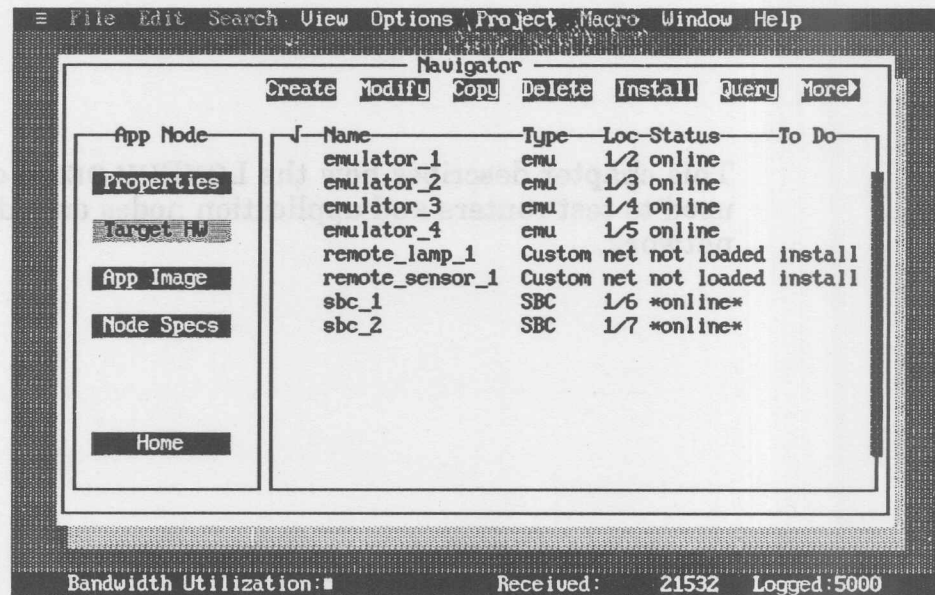 ≡ File Edit Search View Options Project Macro Window Help
Navigator
Create Modify Copy Delete Install Query More►
App Node
Properties
Target HW
App Image
Node Specs
Home
√ Name Type Loc Status To Do
emulator_1 emu 1/2 online
emulator_2 emu 1/3 online
emulator_3 emu 1/4 online
emulator_4 emu 1/5 online
remote_lamp_1 Custom net not loaded install
remote_sensor_1 Custom net not loaded install
sbc_1 SBC 1/6 *online*
sbc_2 SBC 1/7 *online*
Bandwidth Utilization:■ Received: 21532 Logged:5000